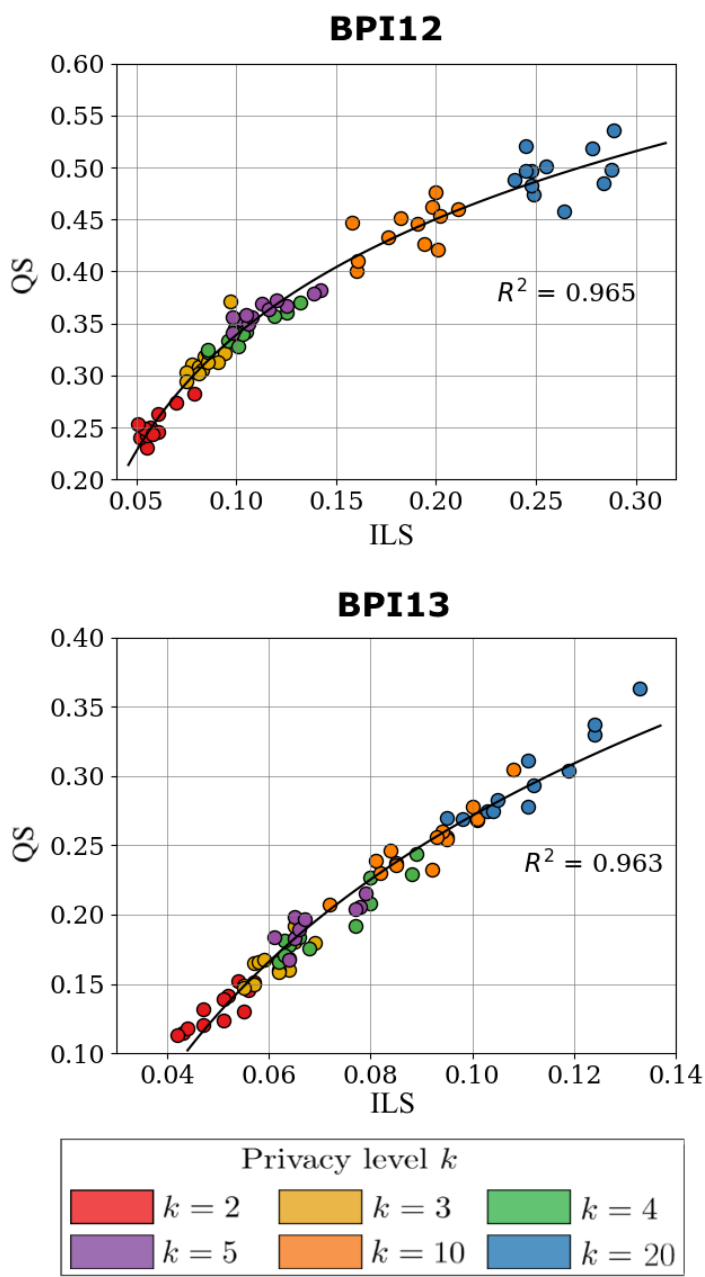 BPI12
0.60
0.55
0.50
0.45
0.40
0.35
0.30
0.25
0.20
QS
R² = 0.965
0.05 0.10 0.15 0.20 0.25 0.30
ILS
BPI13
0.40
0.35
0.30
0.25
0.20
0.15
0.10
QS
R² = 0.963
0.04 0.06 0.08 0.10 0.12 0.14
ILS
Privacy level k
k = 2 k = 3 k = 4
k = 5 k = 10 k = 20